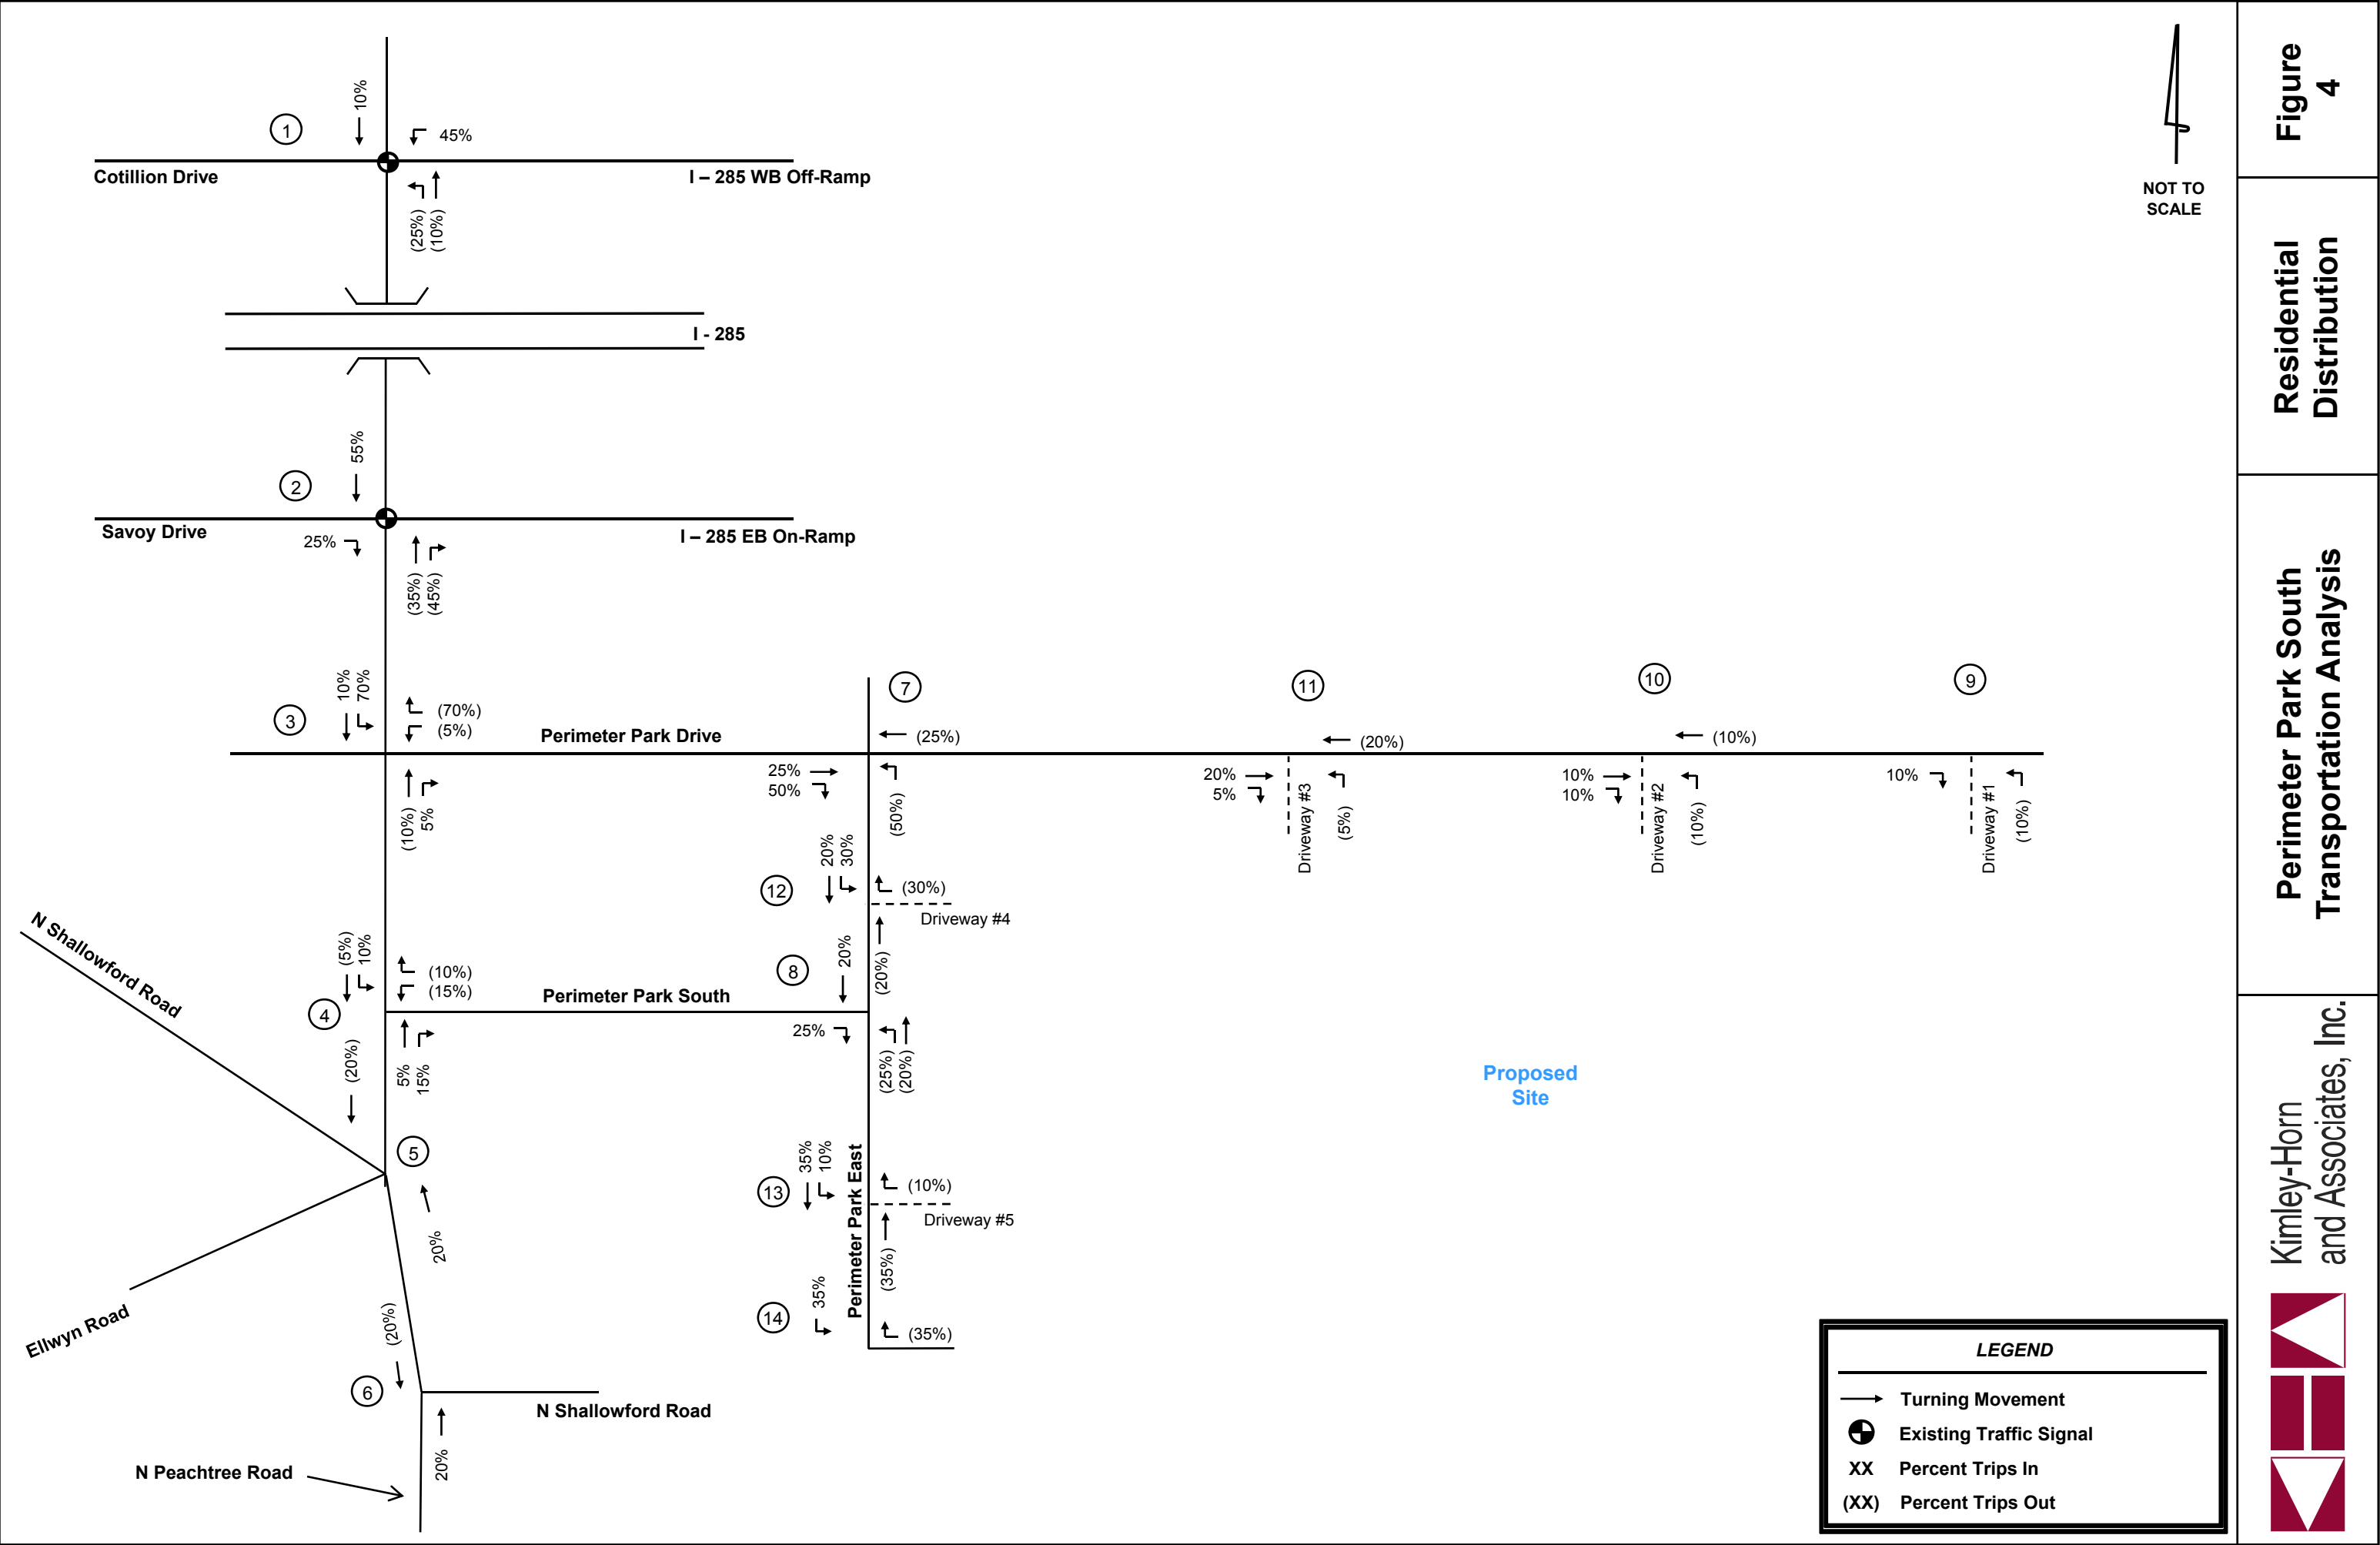 10%
1
45%
Cotillion Drive
I – 285 WB Off-Ramp
(25%)
(10%)
I - 285
55%
2
Savoy Drive
I – 285 EB On-Ramp
25%
(35%)
(45%)
10%
70%
3
(70%)
(5%)
Perimeter Park Drive
(10%)
5%
7
(25%)
25%
50%
(50%)
11
(20%)
20%
5%
Driveway #3
(5%)
10
(10%)
10%
10%
Driveway #2
(10%)
9
10%
Driveway #1
(10%)
20%
30%
12
(30%)
Driveway #4
N Shallowford Road
(5%)
10%
4
(10%)
(15%)
Perimeter Park South
8
20%
(20%)
25%
(25%)
(20%)
(20%)
5%
15%
5
20%
Ellwyn Road
(20%)
6
N Shallowford Road
20%
N Peachtree Road
35%
10%
13
(10%)
Driveway #5
Perimeter Park East
(35%)
14
35%
(35%)
Proposed
Site
NOT TO
SCALE
LEGEND
Turning Movement
Existing Traffic Signal
XX Percent Trips In
(XX) Percent Trips Out
Figure
4
Residential
Distribution
Perimeter Park South
Transportation Analysis
Kimley-Horn
and Associates, Inc.